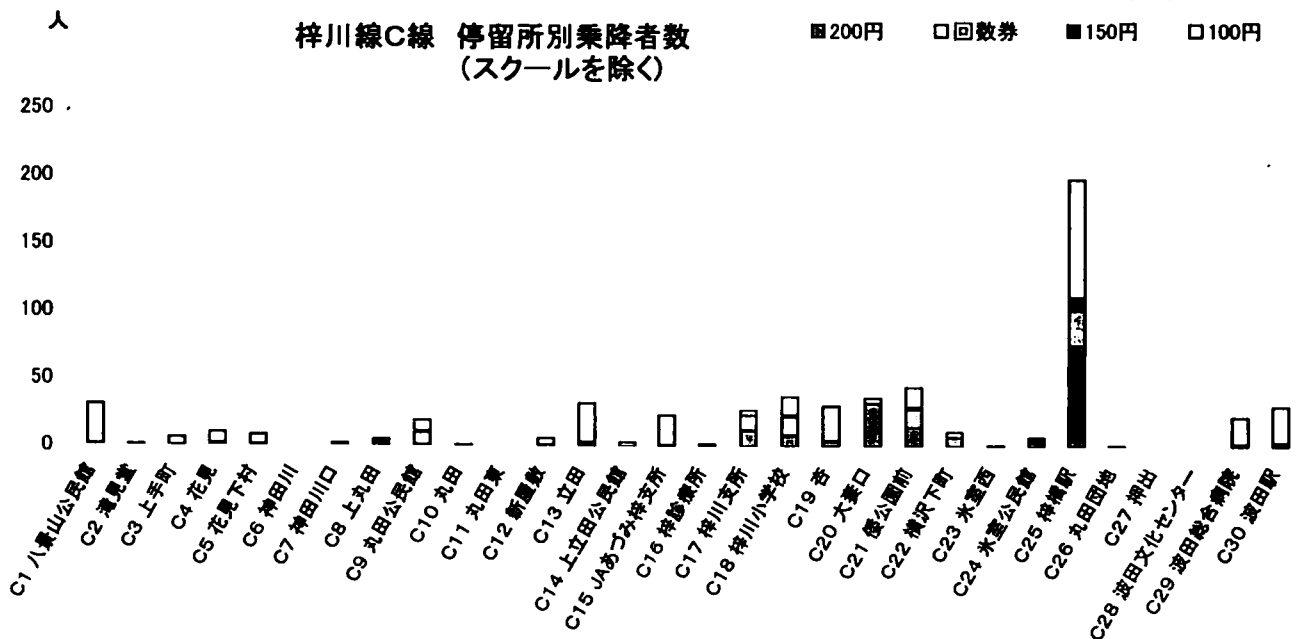 人
梓川線C線 停留所別乗降者数
(スクールを除く)
200円 回数券 150円 100円
250
200
150
100
50
0
C1 八景山公民館
C2 滝見堂
C3 上手町
C4 花見
C5 花見下村
C6 神田川
C7 神田川口
C8 上丸田
C9 丸田公民館
C10 丸田
C11 丸田東
C12 新屋敷
C13 立田
C14 上立田公民館
C15 JAあづみ梓支所
C16 梓診療所
C17 梓川支所
C18 梓川小学校
C19 杏
C20 大妻口
C21 倭公園前
C22 横沢下町
C23 氷室西
C24 氷室公民館
C25 梓橋駅
C26 丸田団地
C27 押出
C28 波田文化センター
C29 波田総合病院
C30 波田駅